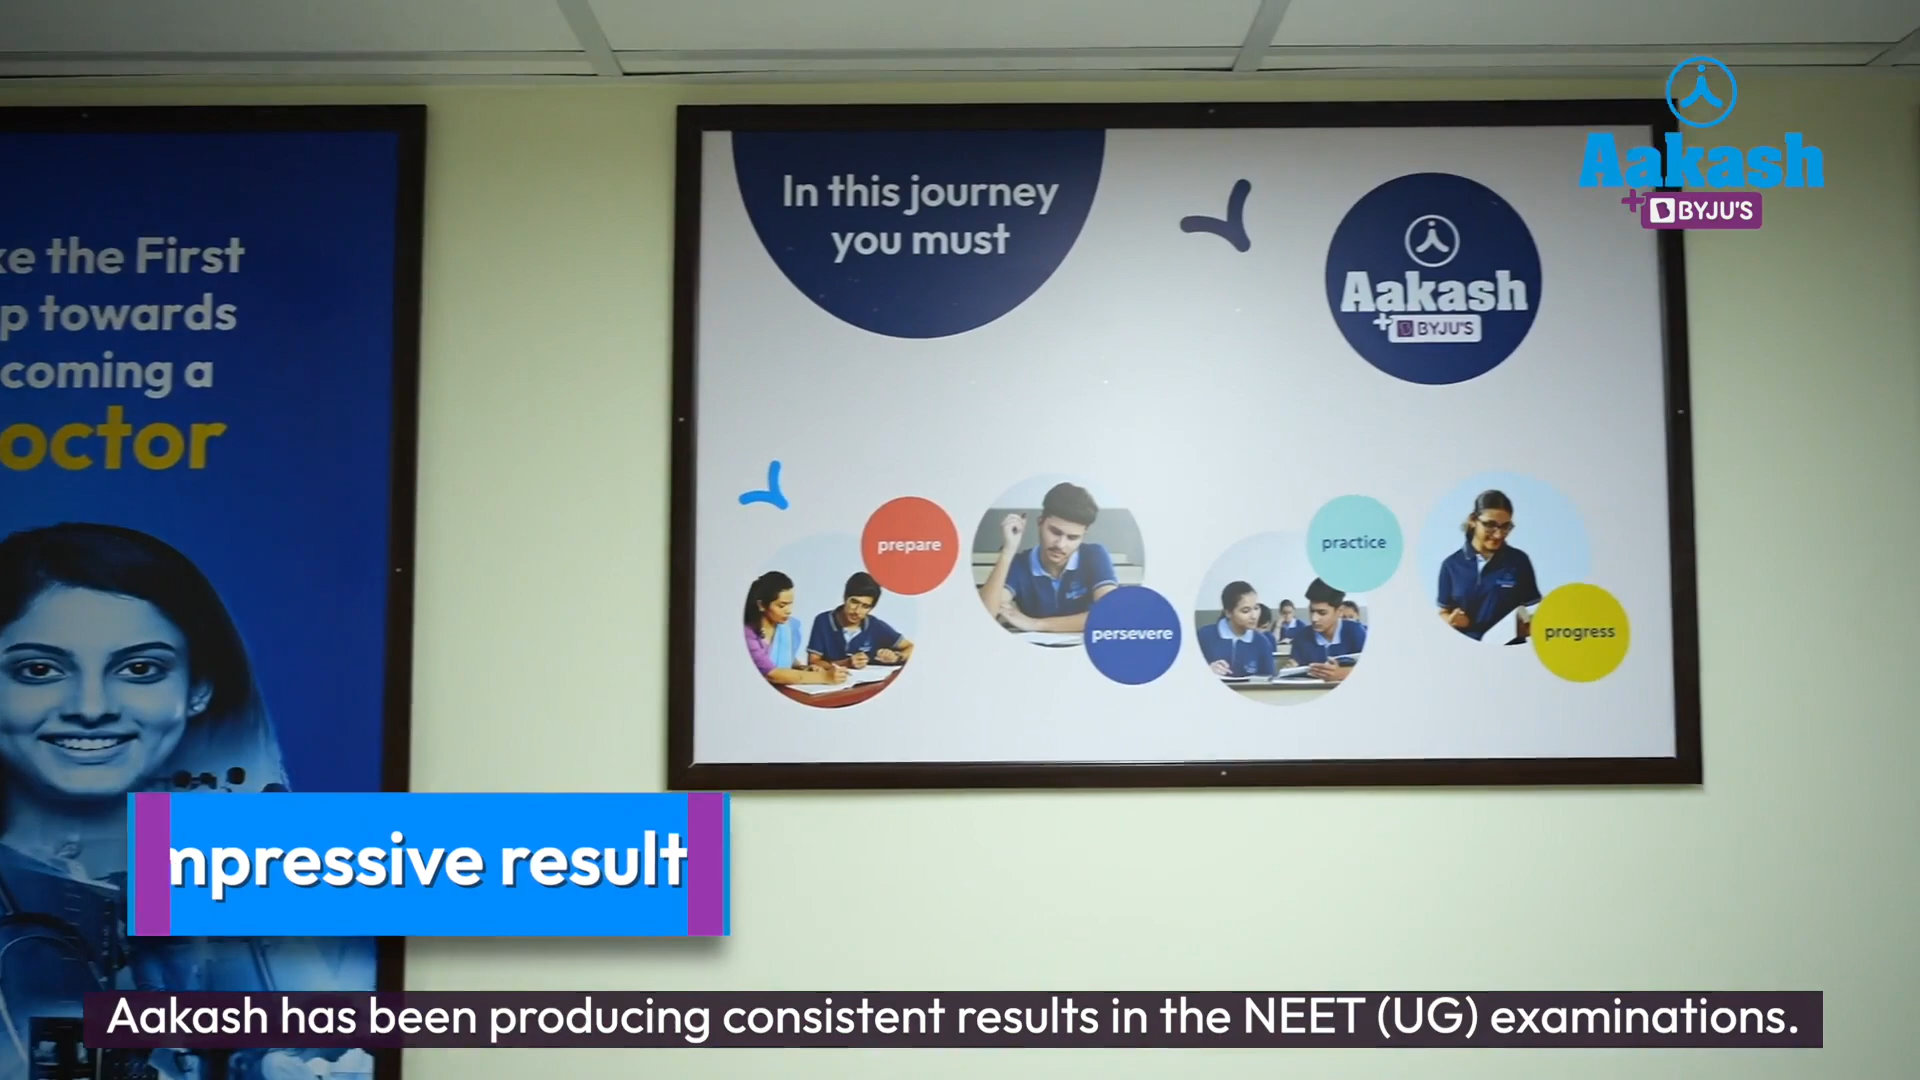 ke the First
p towards
coming a
octor
In this journey
you must
Aakash
+ BYJU'S
Aakash
+ BYJU'S
prepare
persevere
practice
progress
mpressive result
Aakash has been producing consistent results in the NEET (UG) examinations.